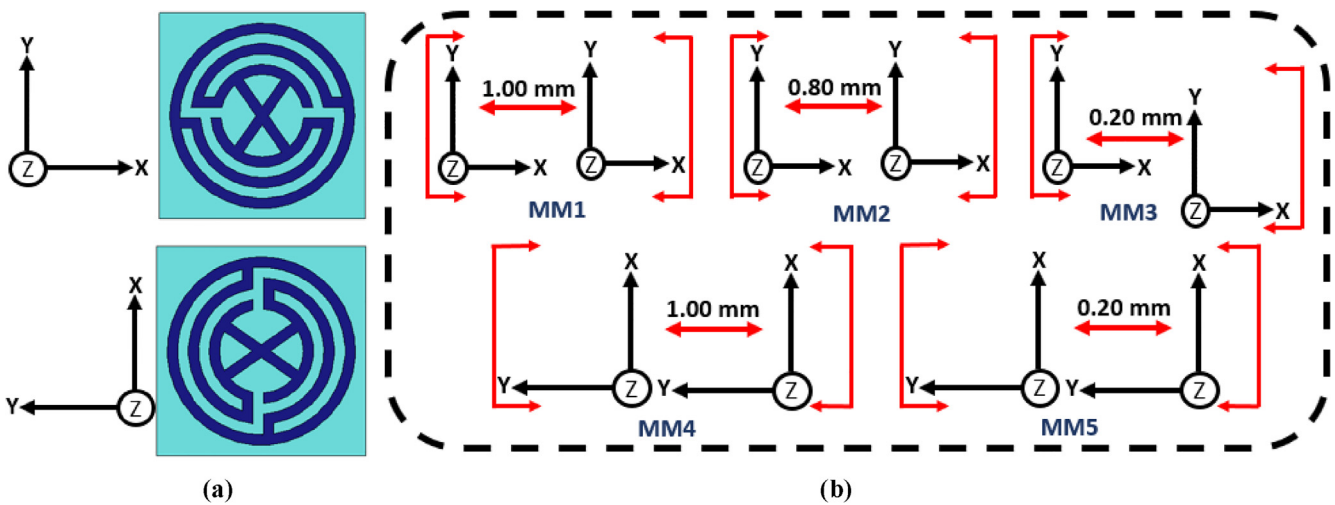 Y
Z X
X
Y Z
Y Y
1.00 mm
Z X Z X
MM1
Y Y
0.80 mm
Z X Z X
MM2
Y
0.20 mm Y
Z X
Z X
MM3
X X
1.00 mm
Y Z Y Z
MM4
X X
0.20 mm
Y Z Y Z
MM5
(a) (b)